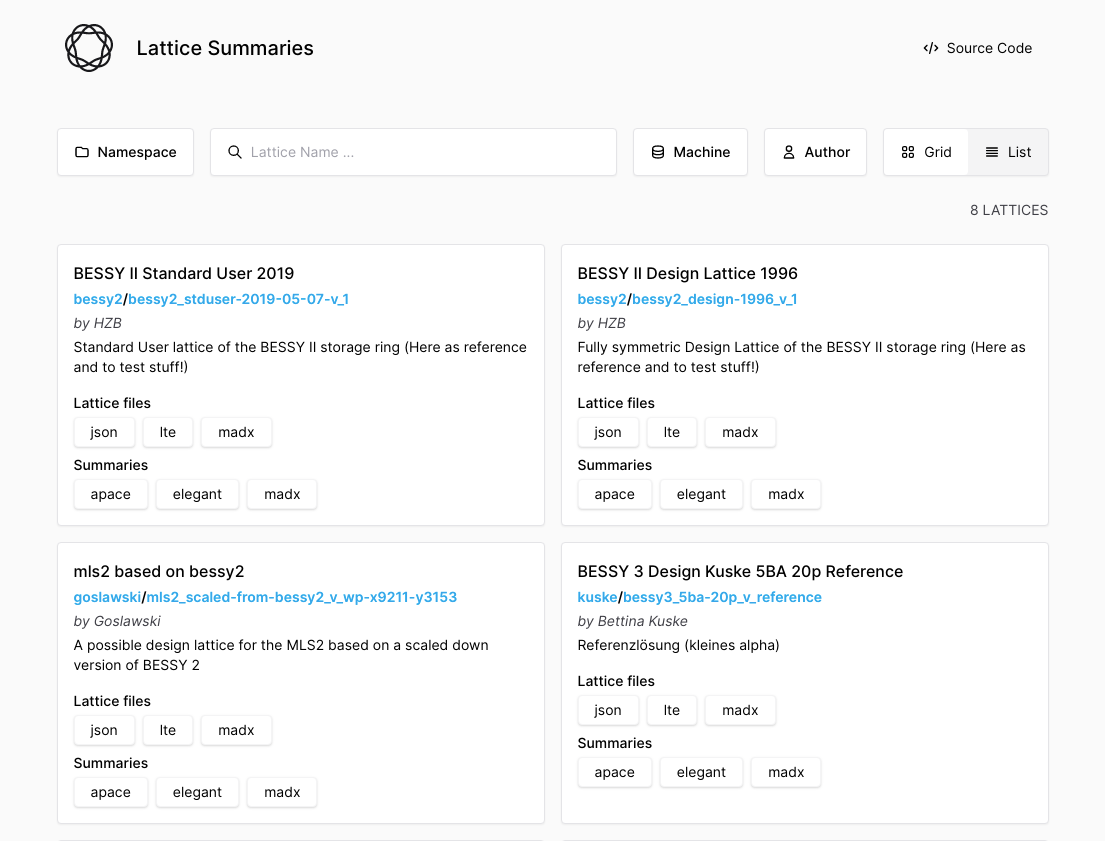 Lattice Summaries
Source Code
Namespace
Lattice Name ...
Machine
Author
Grid
List
8 LATTICES
BESSY II Standard User 2019
bessy2/bessy2_stduser-2019-05-07-v_1
by HZB
Standard User lattice of the BESSY II storage ring (Here as reference
and to test stuff!)
Lattice files
json
lte
madx
Summaries
apace
elegant
madx
BESSY II Design Lattice 1996
bessy2/bessy2_design-1996_v_1
by HZB
Fully symmetric Design Lattice of the BESSY II storage ring (Here as
reference and to test stuff!)
Lattice files
json
lte
madx
Summaries
apace
elegant
madx
mls2 based on bessy2
goslawski/mls2_scaled-from-bessy2_v_wp-x9211-y3153
by Goslawski
A possible design lattice for the MLS2 based on a scaled down
version of BESSY 2
Lattice files
json
lte
madx
Summaries
apace
elegant
madx
BESSY 3 Design Kuske 5BA 20p Reference
kuske/bessy3_5ba-20p_v_reference
by Bettina Kuske
Referenzlösung (kleines alpha)
Lattice files
json
lte
madx
Summaries
apace
elegant
madx